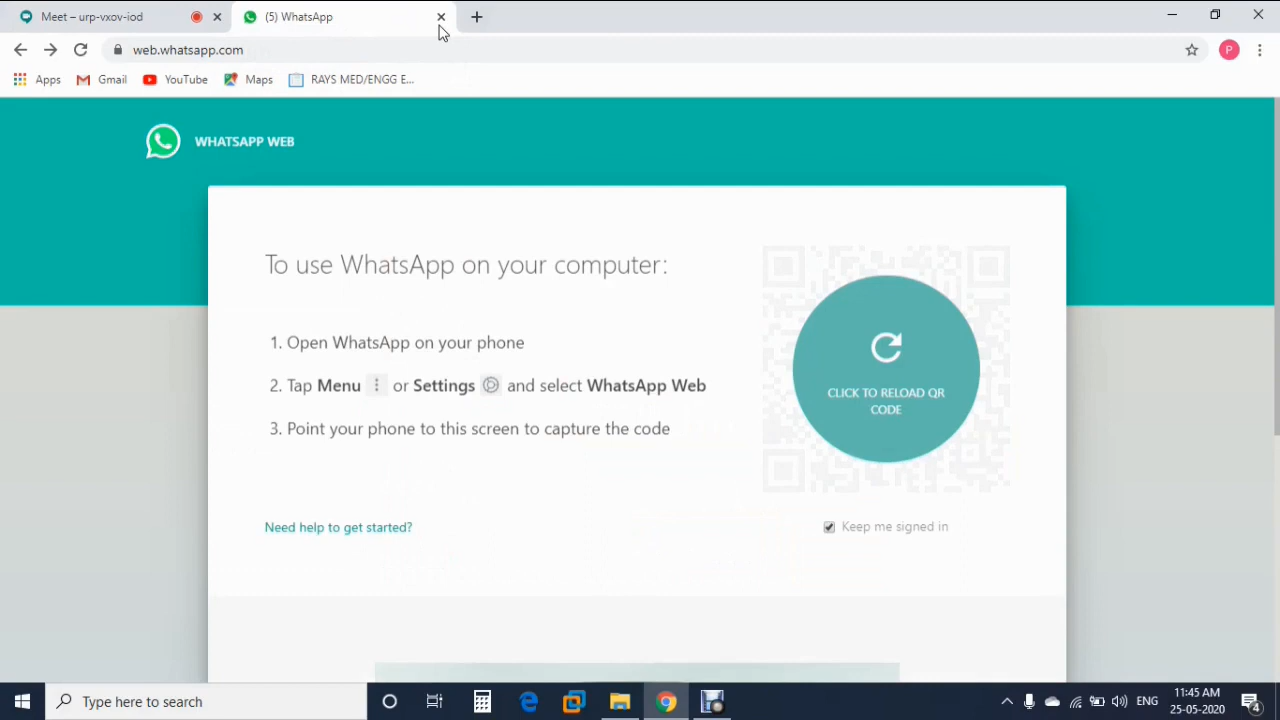 Meet – urp-vxov-iod
(5) WhatsApp
web.whatsapp.com
P
Apps
Gmail
YouTube
Maps
RAYS MED/ENGG E...
WHATSAPP WEB
To use WhatsApp on your computer:
1. Open WhatsApp on your phone
2. Tap Menu or Settings and select WhatsApp Web
3. Point your phone to this screen to capture the code
CLICK TO RELOAD QR
CODE
Need help to get started?
Keep me signed in
Type here to search
ENG
11:45 AM
25-05-2020
4